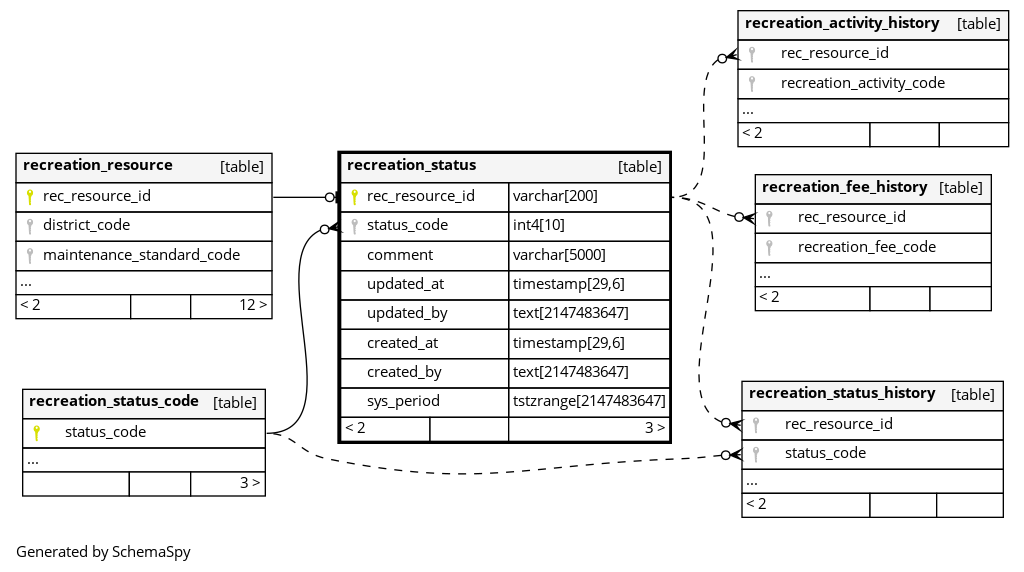 recreation_activity_history [table]
rec_resource_id
recreation_activity_code
...
< 2
recreation_resource [table]
rec_resource_id
district_code
maintenance_standard_code
...
< 2 12 >
recreation_status [table]
rec_resource_id varchar[200]
status_code int4[10]
comment varchar[5000]
updated_at timestamp[29,6]
updated_by text[2147483647]
created_at timestamp[29,6]
created_by text[2147483647]
sys_period tstzrange[2147483647]
< 2 3 >
recreation_fee_history [table]
rec_resource_id
recreation_fee_code
...
< 2
recreation_status_code [table]
status_code
...
3 >
recreation_status_history [table]
rec_resource_id
status_code
...
< 2
Generated by SchemaSpy